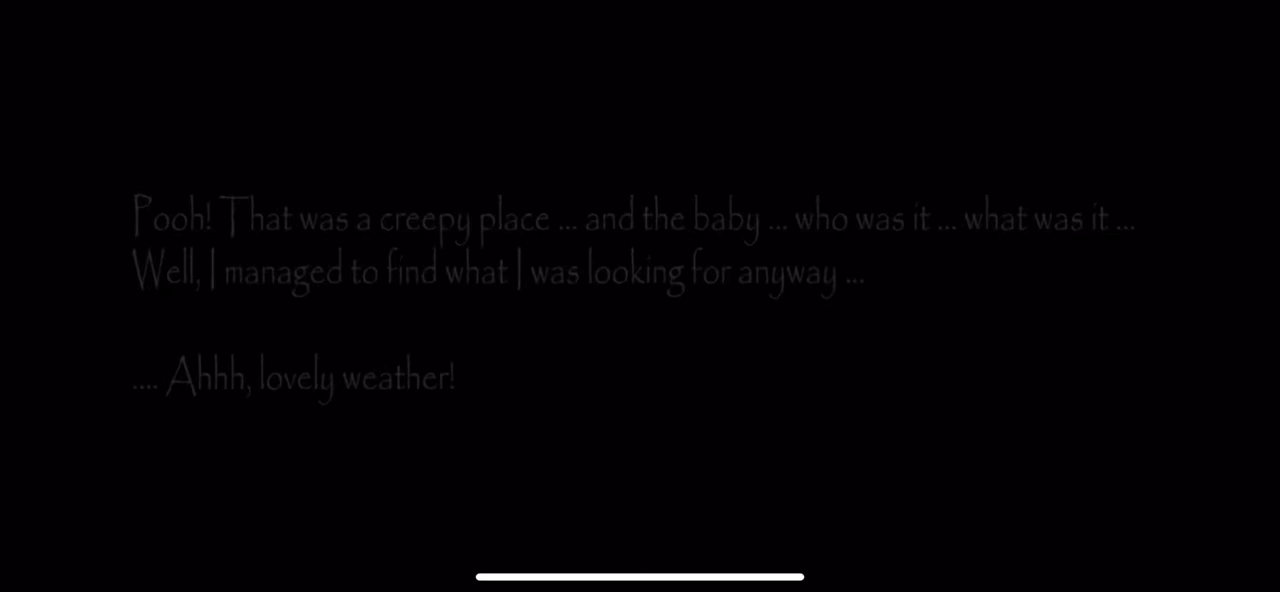 Pooh! That was a creepy place ... and the baby ... who was it ... what was it ...
Well, I managed to find what I was looking for anyway ...
.... Ahhh, lovely weather!